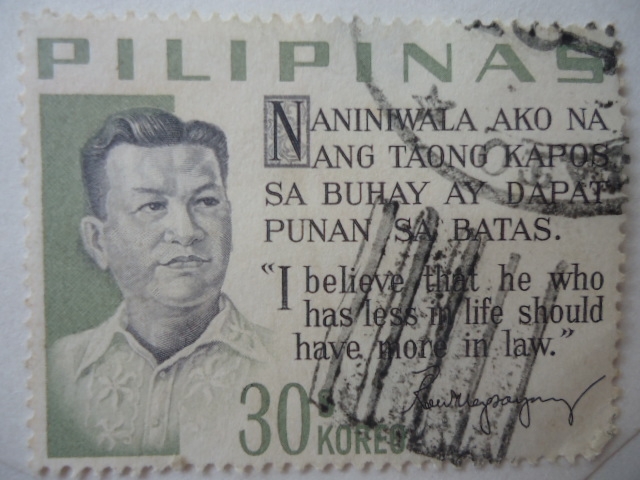 PILIPINAS
NANINIWALA AKO NA
ANG TAONG KAPOS
SA BUHAY AY DAPAT
PUNAN SA BATAS.
"I believe that he who
has less in life should
have more in law."
30s KOREO